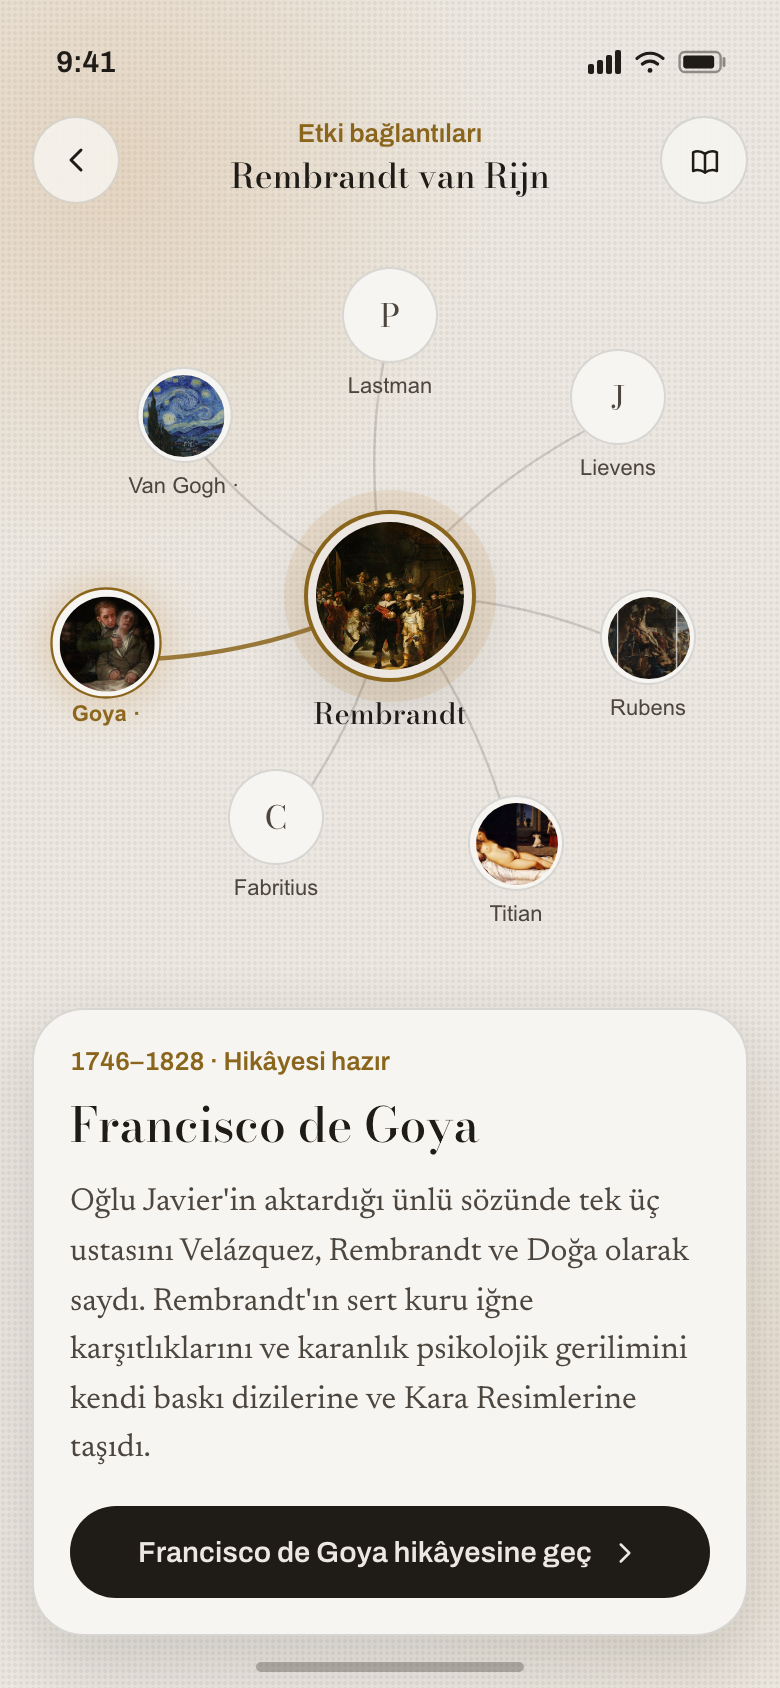 9:41
Etki bağlantıları
Rembrandt van Rijn
P
Lastman
J
Lievens
Van Gogh ·
Goya ·
Rembrandt
Rubens
C
Fabritius
Titian
1746–1828 · Hikâyesi hazır
Francisco de Goya
Oğlu Javier'in aktardığı ünlü sözünde tek üç
ustasını Velázquez, Rembrandt ve Doğa olarak
saydı. Rembrandt'ın sert kuru iğne
karşıtlıklarını ve karanlık psikolojik gerilimini
kendi baskı dizilerine ve Kara Resimlerine
taşıdı.
Francisco de Goya hikâyesine geç